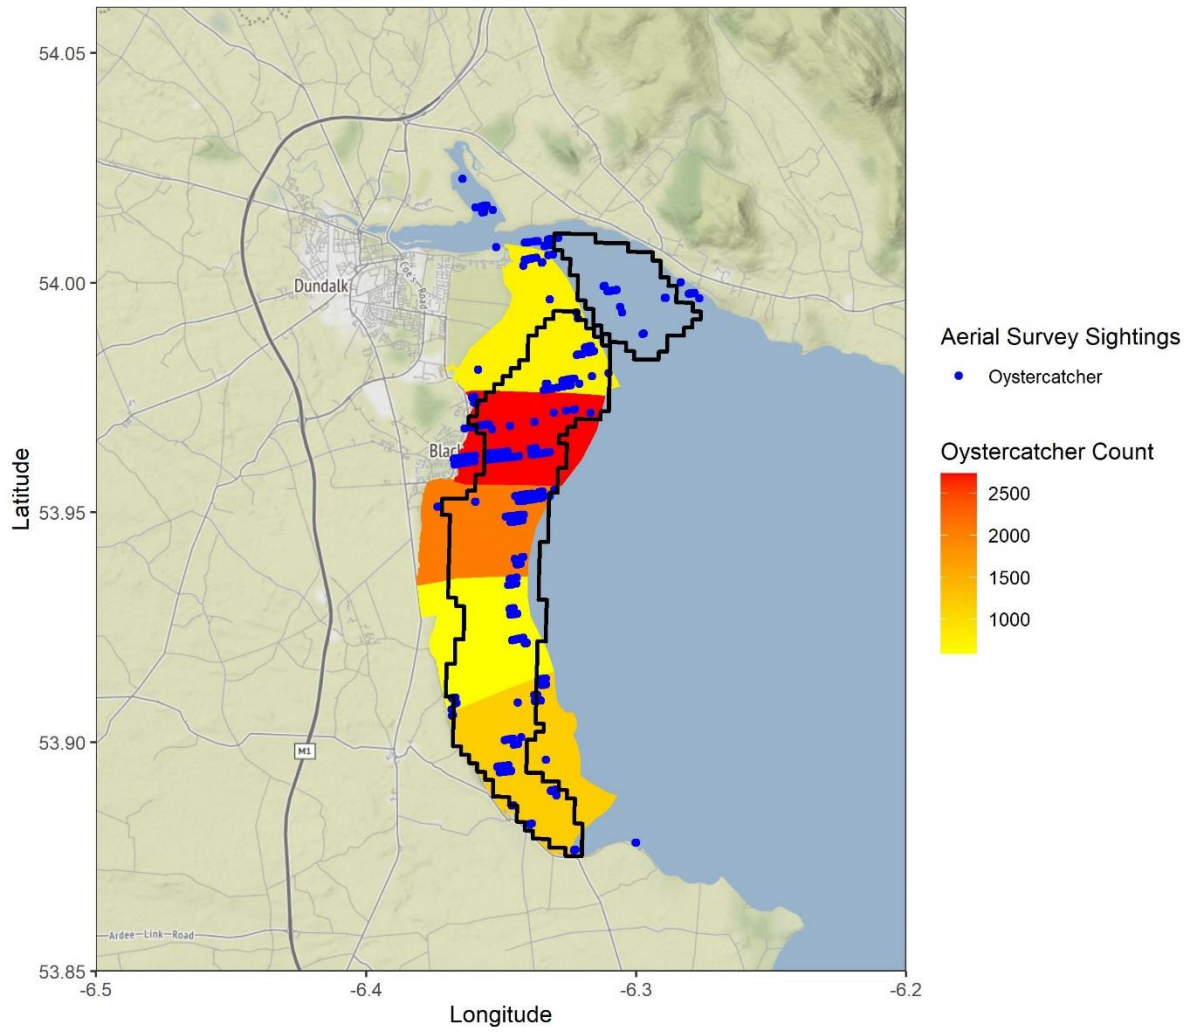 54.05
54.00
53.95
53.90
53.85
Latitude
-6.5
-6.4
-6.3
-6.2
Longitude
Dundalk
Coe's Road
Black
M1
Ardee Link Road
Aerial Survey Sightings
Oystercatcher
Oystercatcher Count
2500
2000
1500
1000